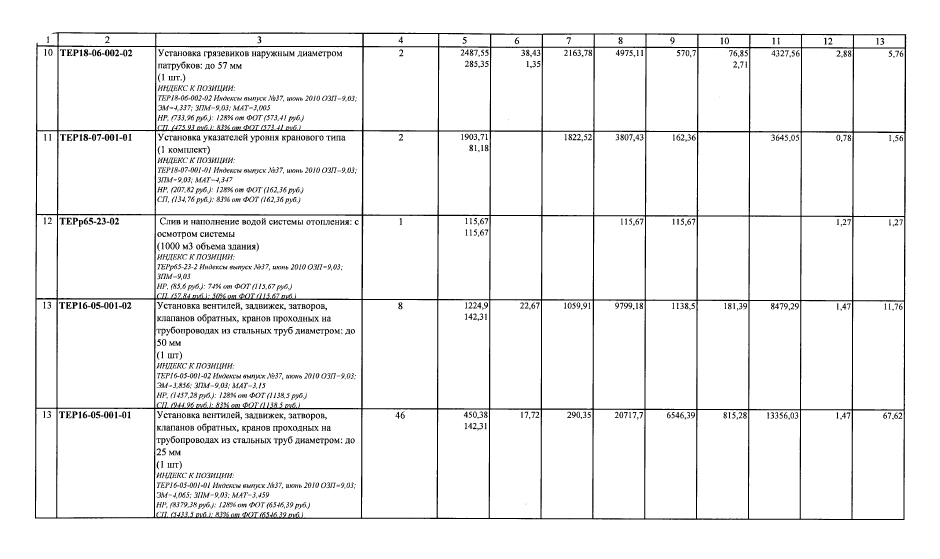 1 2 3 4 5 6 7 8 9 10 11 12 13
10 ТЕР18-06-002-02 Установка грязевиков наружным диаметром 2 2487,55 38,43 2163,78 4975,11 570,7 76,85 4327,56 2,88 5,76
патрубков: до 57 мм 285,35 1,35 2,71
(1 шт.)
ИНДЕКС К ПОЗИЦИИ:
ТЕР18-06-002-02 Индексы выпуск №37, июнь 2010 ОЗП=9,03;
ЭМ=4,337; ЗПМ=9,03; МАТ=3,005
НР, (733,96 руб.): 128% от ФОТ (573,41 руб.)
СП, (475,93 руб.): 83% от ФОТ (573,41 руб.)
11 ТЕР18-07-001-01 Установка указателей уровня кранового типа 2 1903,71 1822,52 3807,43 162,36 3645,05 0,78 1,56
(1 комплект) 81,18
ИНДЕКС К ПОЗИЦИИ:
ТЕР18-07-001-01 Индексы выпуск №37, июнь 2010 ОЗП=9,03;
ЗПМ=9,03; МАТ=4,347
НР, (207,82 руб.): 128% от ФОТ (162,36 руб.)
СП, (134,76 руб.): 83% от ФОТ (162,36 руб.)
12 ТЕРр65-23-02 Слив и наполнение водой системы отопления: с 1 115,67 115,67 115,67 1,27 1,27
осмотром системы 115,67
(1000 м3 объема здания)
ИНДЕКС К ПОЗИЦИИ:
ТЕРр65-23-2 Индексы выпуск №37, июнь 2010 ОЗП=9,03;
ЗПМ=9,03
НР, (85,6 руб.): 74% от ФОТ (115,67 руб.)
СП, (57,84 руб.): 50% от ФОТ (115,67 руб.)
13 ТЕР16-05-001-02 Установка вентилей, задвижек, затворов, 8 1224,9 22,67 1059,91 9799,18 1138,5 181,39 8479,29 1,47 11,76
клапанов обратных, кранов проходных на 142,31
трубопроводах из стальных труб диаметром: до
50 мм
(1 шт)
ИНДЕКС К ПОЗИЦИИ:
ТЕР16-05-001-02 Индексы выпуск №37, июнь 2010 ОЗП=9,03;
ЭМ=3,856; ЗПМ=9,03; МАТ=3,15
НР, (1457,28 руб.): 128% от ФОТ (1138,5 руб.)
СП, (944,96 руб.): 83% от ФОТ (1138,5 руб.)
13 ТЕР16-05-001-01 Установка вентилей, задвижек, затворов, 46 450,38 17,72 290,35 20717,7 6546,39 815,28 13356,03 1,47 67,62
клапанов обратных, кранов проходных на 142,31
трубопроводах из стальных труб диаметром: до
25 мм
(1 шт)
ИНДЕКС К ПОЗИЦИИ:
ТЕР16-05-001-01 Индексы выпуск №37, июнь 2010 ОЗП=9,03;
ЭМ=4,065; ЗПМ=9,03; МАТ=3,459
НР, (8379,38 руб.): 128% от ФОТ (6546,39 руб.)
СП, (5433,5 руб.): 83% от ФОТ (6546,39 руб.)